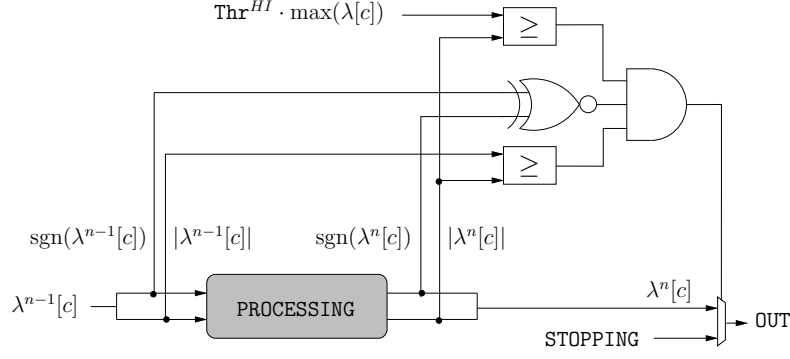 Thr^{HI} · max(λ[c])
≥
≥
sgn(λ^{n−1}[c]) |λ^{n−1}[c]| sgn(λ^n[c]) |λ^n[c]|
λ^{n−1}[c] PROCESSING λ^n[c]
OUT
STOPPING